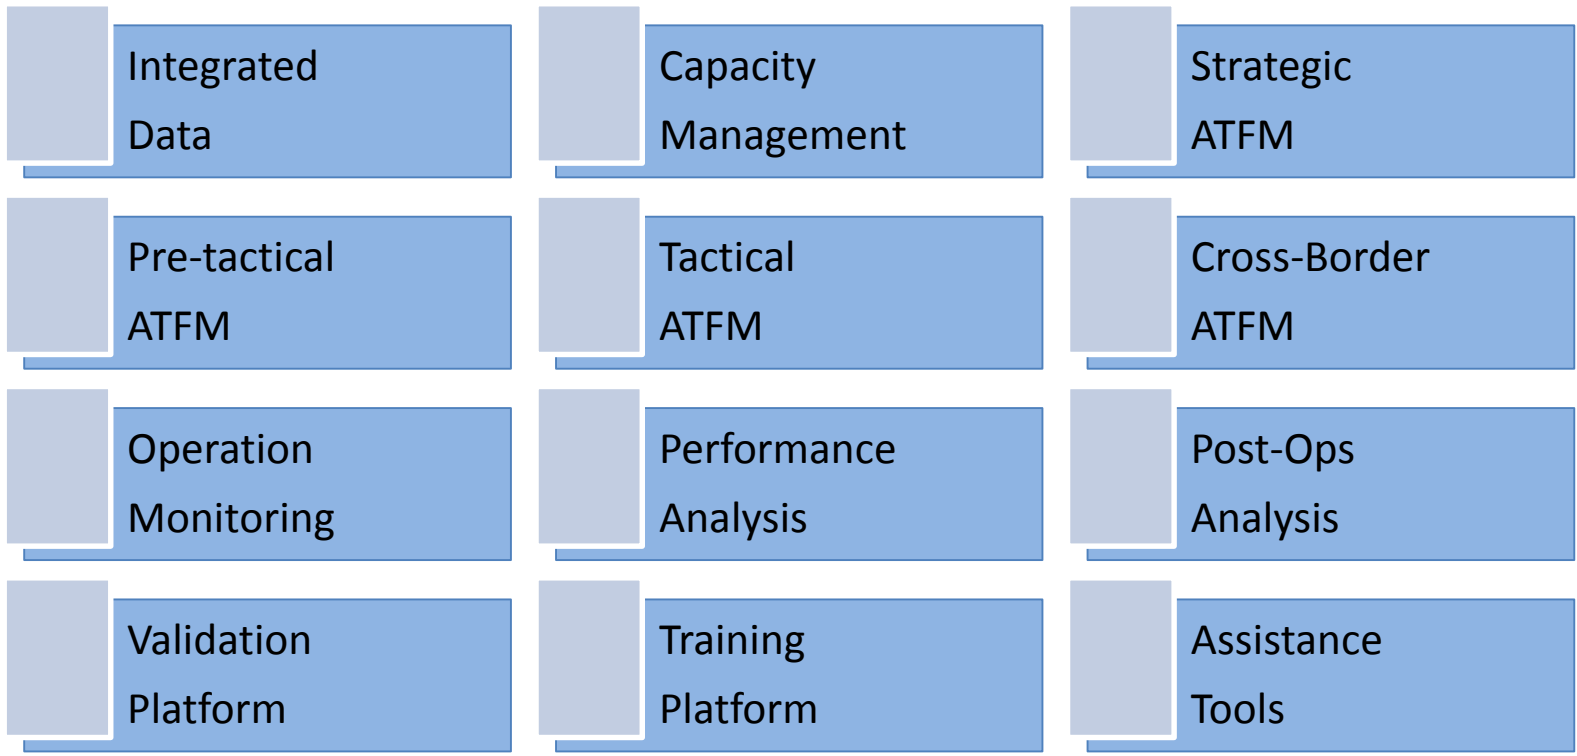 Integrated
Data
Capacity
Management
Strategic
ATFM
Pre-tactical
ATFM
Tactical
ATFM
Cross-Border
ATFM
Operation
Monitoring
Performance
Analysis
Post-Ops
Analysis
Validation
Platform
Training
Platform
Assistance
Tools